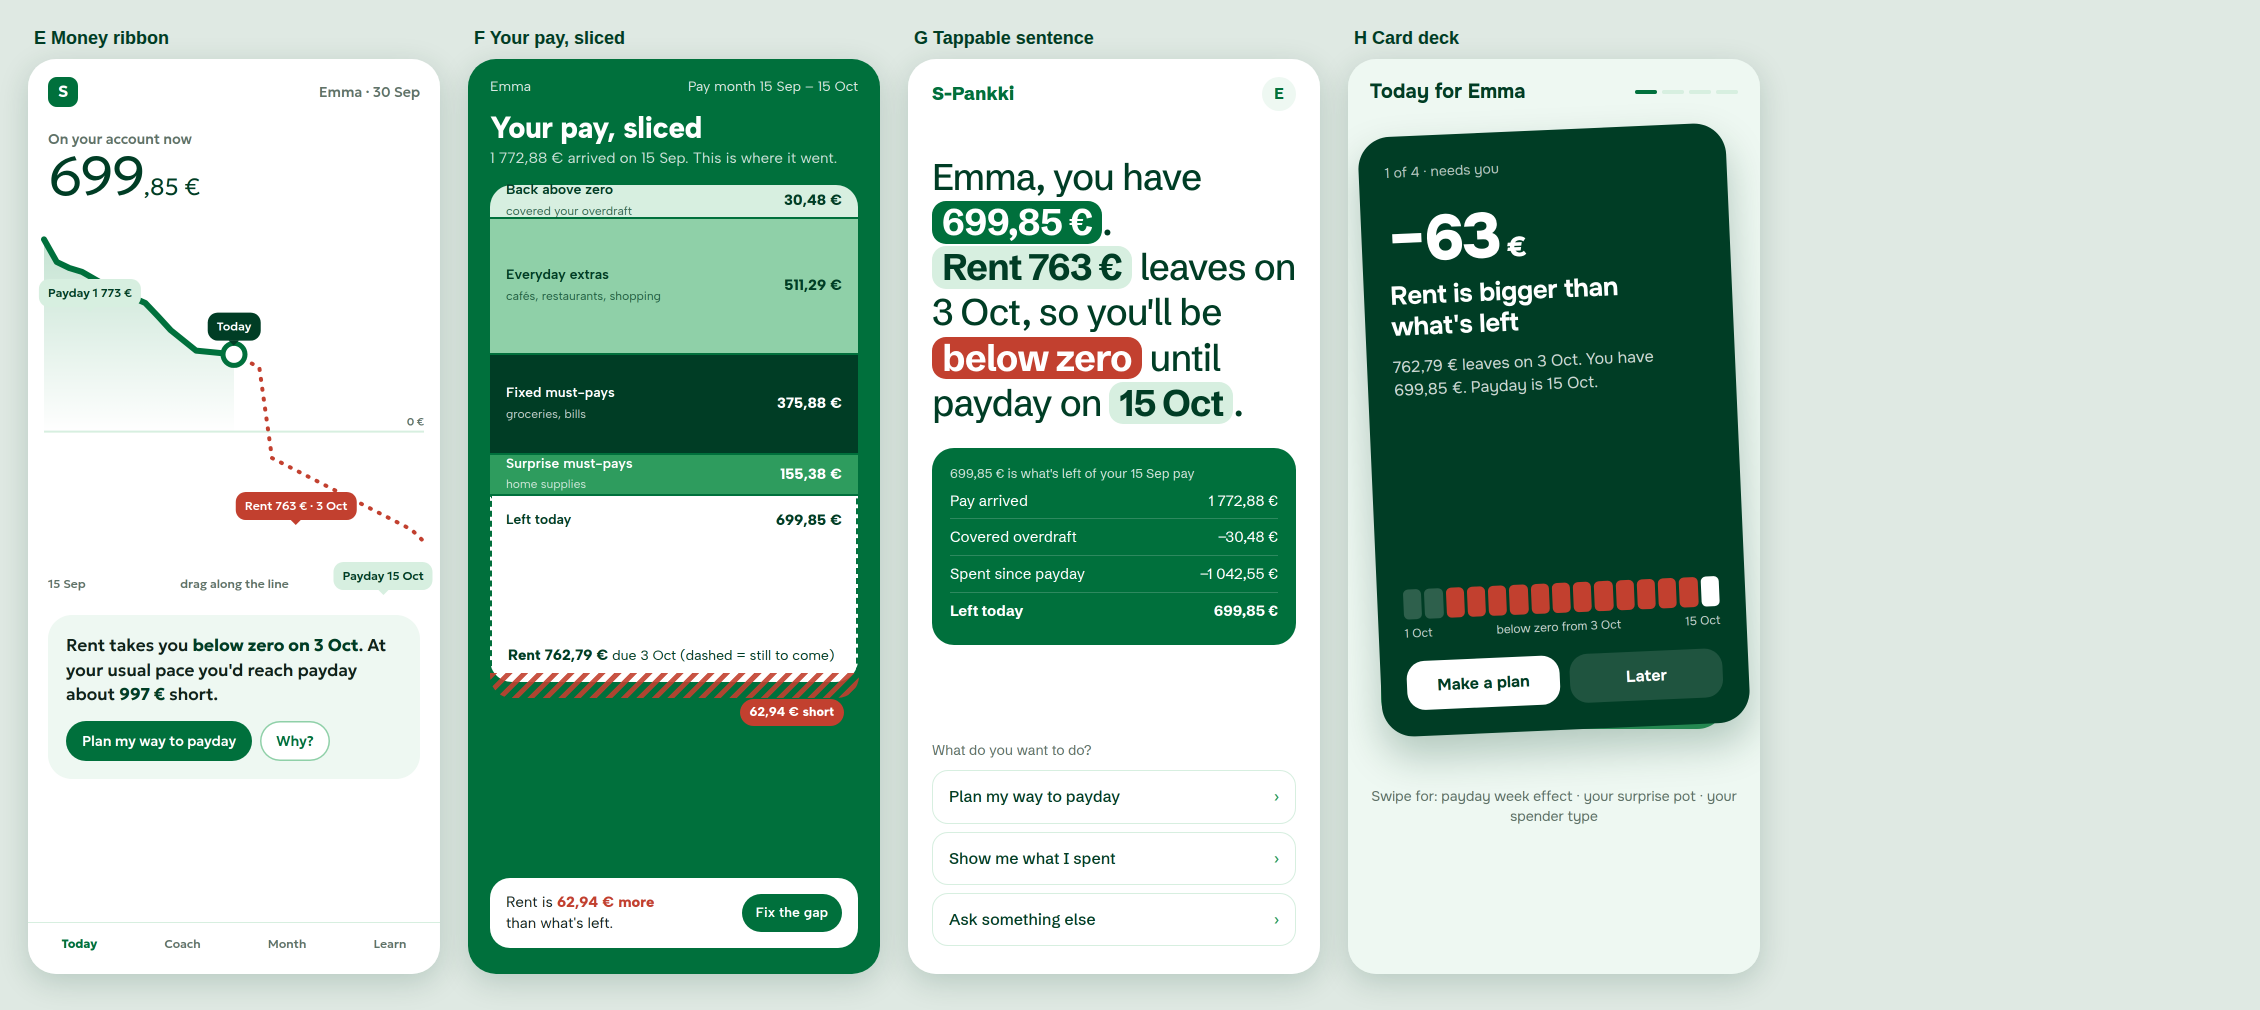 E Money ribbon
S
Emma · 30 Sep
On your account now
699,85 €
Payday 1 773 €
Today
0 €
Rent 763 € · 3 Oct
Payday 15 Oct
15 Sep
drag along the line
Rent takes you below zero on 3 Oct. At
your usual pace you'd reach payday
about 997 € short.
Plan my way to payday
Why?
Today
Coach
Month
Learn
F Your pay, sliced
Emma
Pay month 15 Sep – 15 Oct
Your pay, sliced
1 772,88 € arrived on 15 Sep. This is where it went.
Back above zero
covered your overdraft
30,48 €
Everyday extras
cafés, restaurants, shopping
511,29 €
Fixed must-pays
groceries, bills
375,88 €
Surprise must-pays
home supplies
155,38 €
Left today
699,85 €
Rent 762,79 € due 3 Oct (dashed = still to come)
62,94 € short
Rent is 62,94 € more
than what's left.
Fix the gap
G Tappable sentence
S-Pankki
E
Emma, you have
699,85 €.
Rent 763 € leaves on
3 Oct, so you'll be
below zero until
payday on 15 Oct.
699,85 € is what's left of your 15 Sep pay
Pay arrived
1 772,88 €
Covered overdraft
−30,48 €
Spent since payday
−1 042,55 €
Left today
699,85 €
What do you want to do?
Plan my way to payday ›
Show me what I spent ›
Ask something else ›
H Card deck
Today for Emma
1 of 4 · needs you
−63 €
Rent is bigger than
what's left
762,79 € leaves on 3 Oct. You have
699,85 €. Payday is 15 Oct.
1 Oct
below zero from 3 Oct
15 Oct
Make a plan
Later
Swipe for: payday week effect · your surprise pot · your
spender type